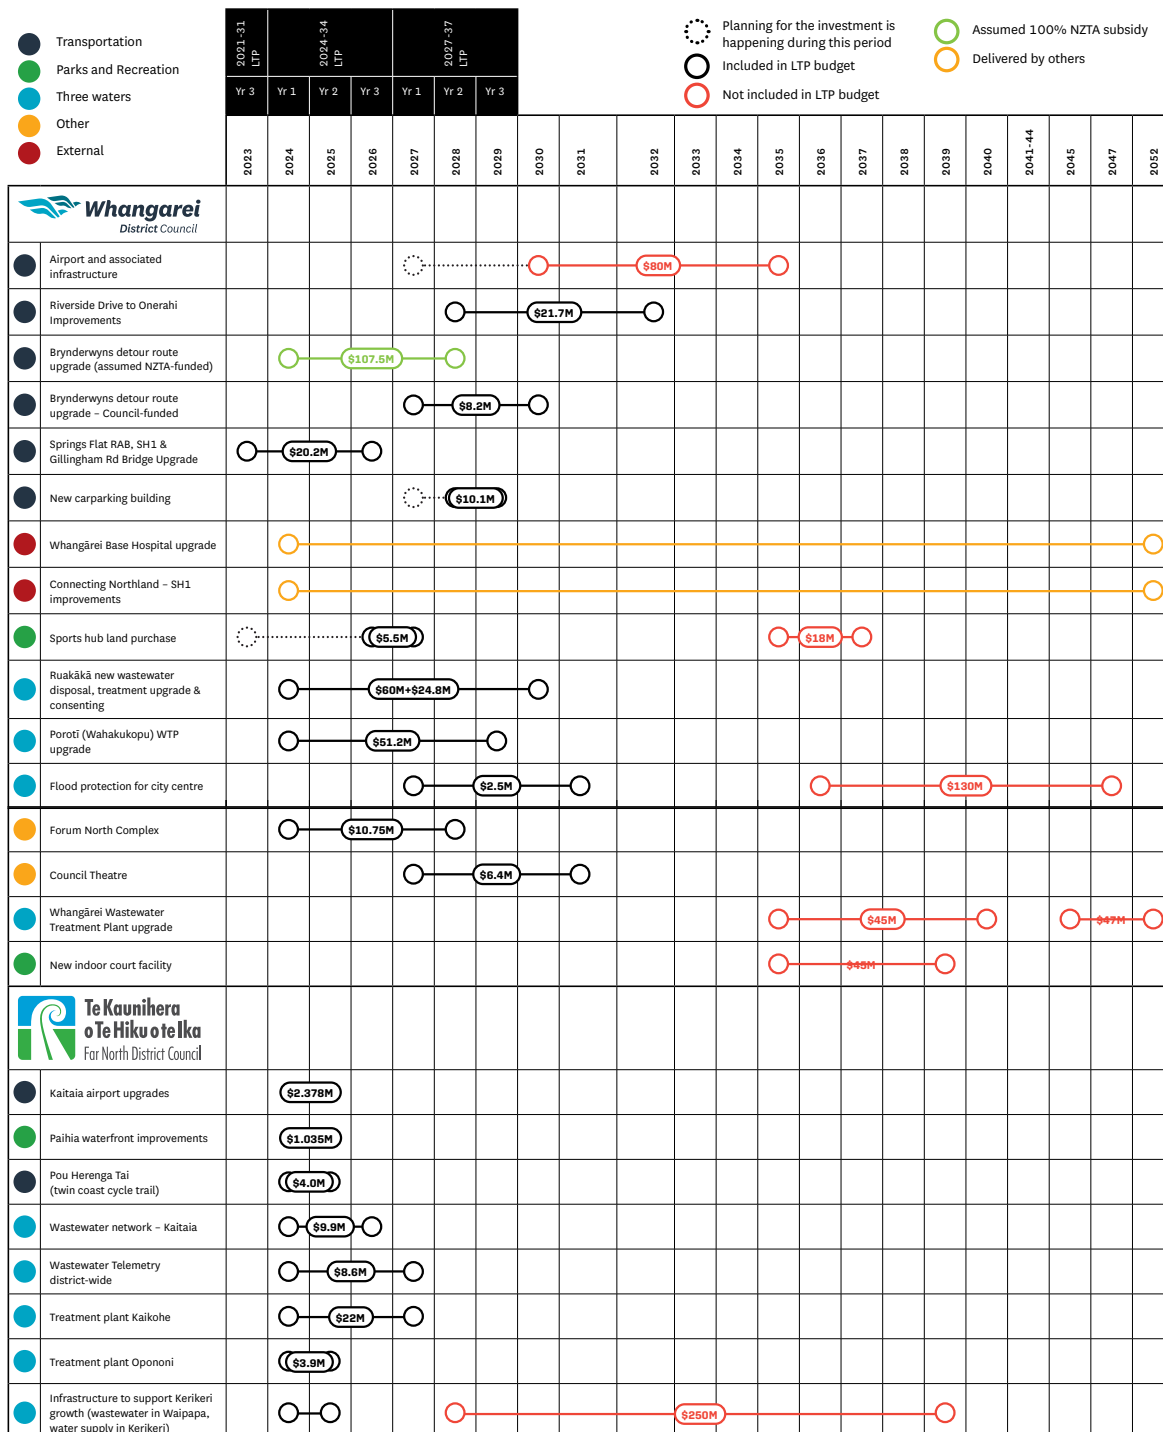 Transportation
Parks and Recreation
Three waters
Other
External
2021-31
LTP
2024-34
LTP
2027-37
LTP
Yr 3
Yr 1
Yr 2
Yr 3
Yr 1
Yr 2
Yr 3
Planning for the investment is
happening during this period
Included in LTP budget
Not included in LTP budget
Assumed 100% NZTA subsidy
Delivered by others
2023
2024
2025
2026
2027
2028
2029
2030
2031
2032
2033
2034
2035
2036
2037
2038
2039
2040
2041-44
2045
2047
2052
Whangarei
District Council
Airport and associated
infrastructure
$80M
Riverside Drive to Onerahi
Improvements
$21.7M
Brynderwyns detour route
upgrade (assumed NZTA-funded)
$107.5M
Brynderwyns detour route
upgrade – Council-funded
$8.2M
Springs Flat RAB, SH1 &
Gillingham Rd Bridge Upgrade
$20.2M
New carparking building
$10.1M
Whangārei Base Hospital upgrade
Connecting Northland – SH1
improvements
Sports hub land purchase
$5.5M
$18M
Ruakākā new wastewater
disposal, treatment upgrade &
consenting
$60M+$24.8M
Porotī (Wahakukopu) WTP
upgrade
$51.2M
Flood protection for city centre
$2.5M
$130M
Forum North Complex
$10.75M
Council Theatre
$6.4M
Whangārei Wastewater
Treatment Plant upgrade
$45M
$47M
New indoor court facility
$45M
Te Kaunihera
o Te Hiku o te Ika
Far North District Council
Kaitaia airport upgrades
$2.378M
Paihia waterfront improvements
$1.035M
Pou Herenga Tai
(twin coast cycle trail)
$4.0M
Wastewater network – Kaitaia
$9.9M
Wastewater Telemetry
district-wide
$8.6M
Treatment plant Kaikohe
$22M
Treatment plant Opononi
$3.9M
Infrastructure to support Kerikeri
growth (wastewater in Waipapa,
water supply in Kerikeri)
$250M